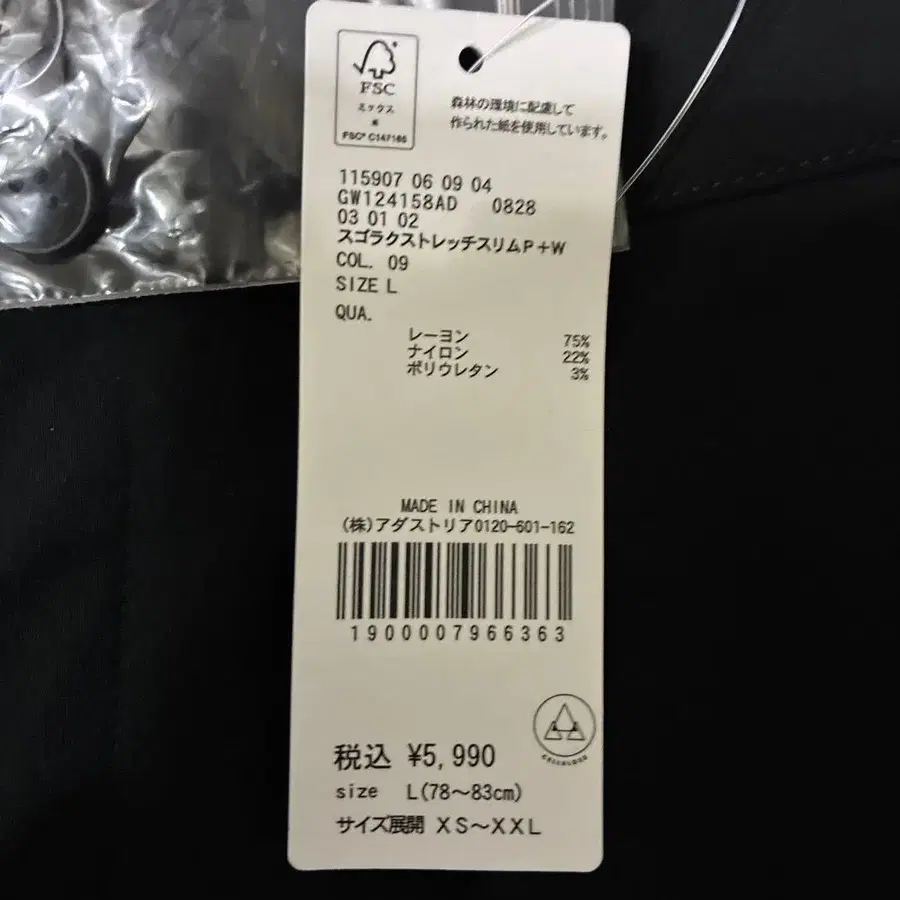 FSC
ミックス
紙
FSC® C147166
森林の環境に配慮して
作られた紙を使用しています。
115907 06 09 04
GW124158AD 0828
03 01 02
スゴラクストレッチスリムP+W
COL. 09
SIZE L
QUA.
レーヨン 75%
ナイロン 22%
ポリウレタン 3%
MADE IN CHINA
(株)アダストリア0120-601-162
1900007966363
税込 ¥5,990
size L(78〜83cm)
サイズ展開 XS〜XXL